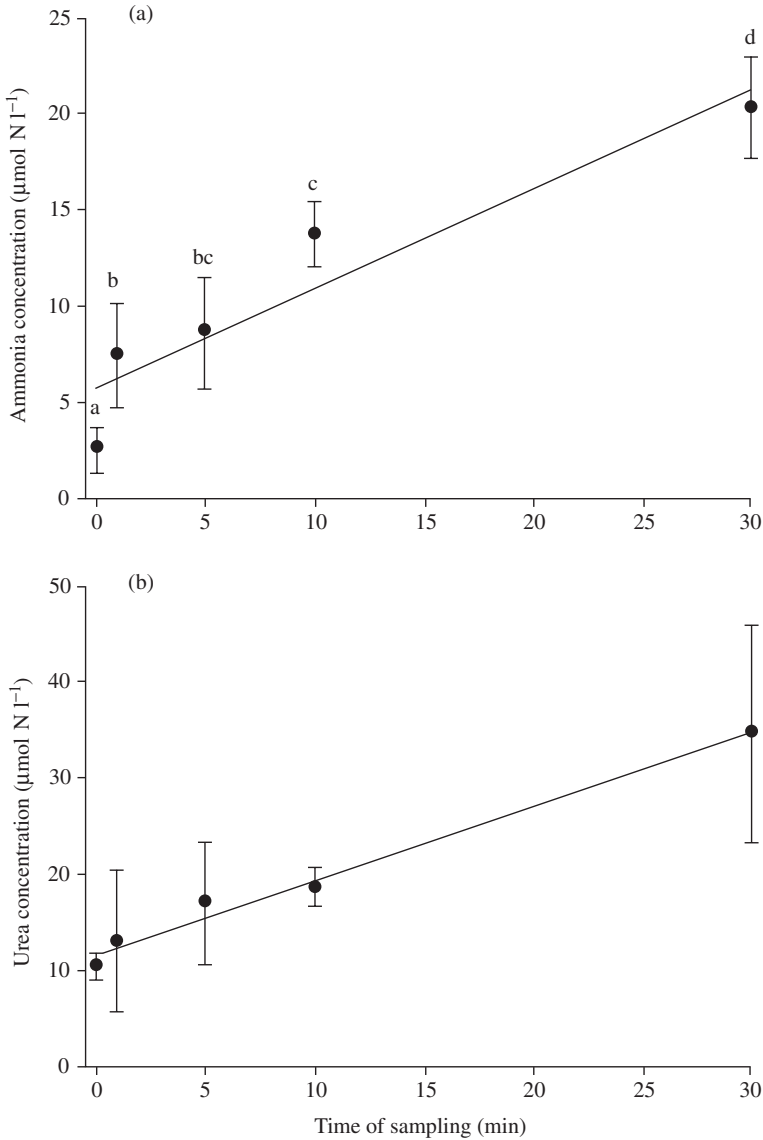 (a)
25
20
15
10
5
0
Ammonia concentration (µmol N l⁻¹)
a
b
bc
c
d
0 5 10 15 20 25 30
(b)
50
40
30
20
10
0
Urea concentration (µmol N l⁻¹)
0 5 10 15 20 25 30
Time of sampling (min)